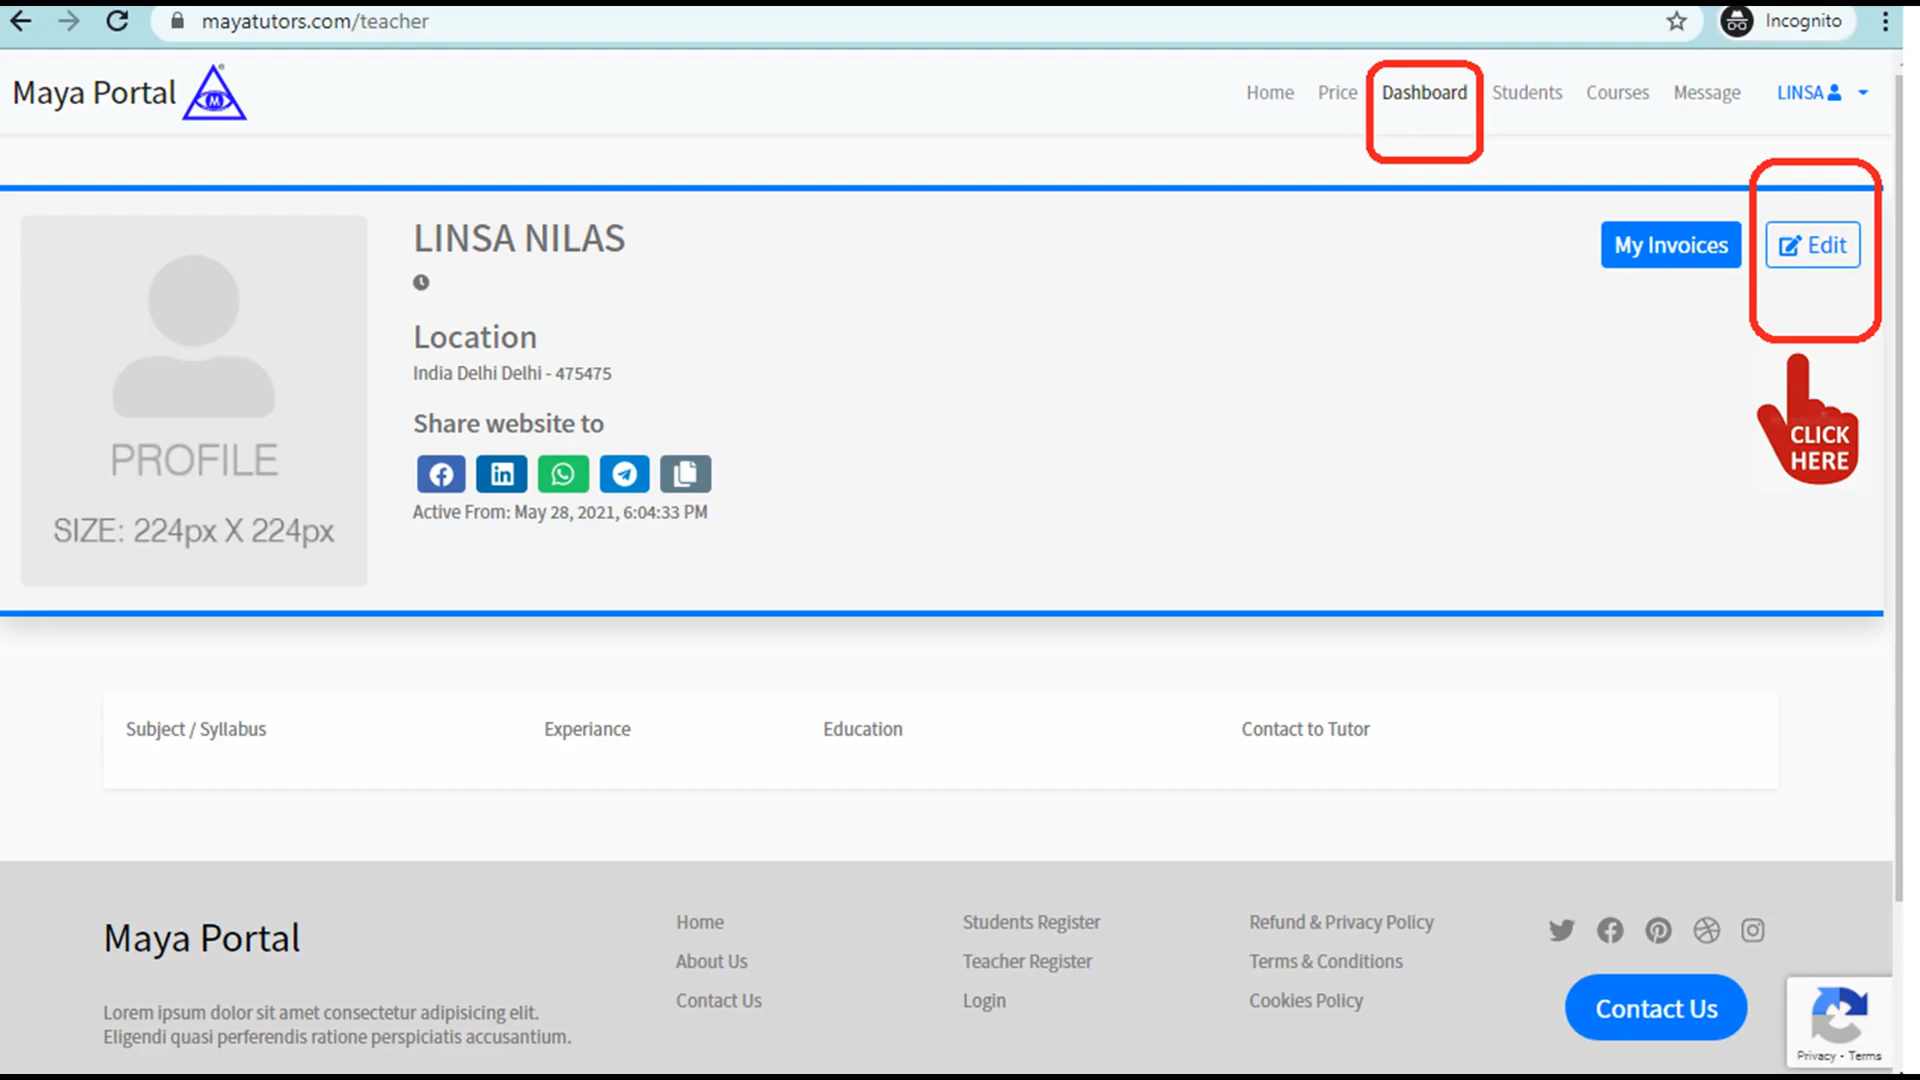 mayatutors.com/teacher
Incognito
Maya Portal
M
Home Price Dashboard Students Courses Message LINSA
LINSA NILAS
My Invoices
Edit
Location
India Delhi Delhi - 475475
Share website to
Active From: May 28, 2021, 6:04:33 PM
PROFILE
SIZE: 224px X 224px
CLICK
HERE
Subject / Syllabus Experiance Education Contact to Tutor
Maya Portal
Lorem ipsum dolor sit amet consectetur adipisicing elit.
Eligendi quasi perferendis ratione perspiciatis accusantium.
Home
About Us
Contact Us
Students Register
Teacher Register
Login
Refund & Privacy Policy
Terms & Conditions
Cookies Policy
Contact Us
Privacy - Terms